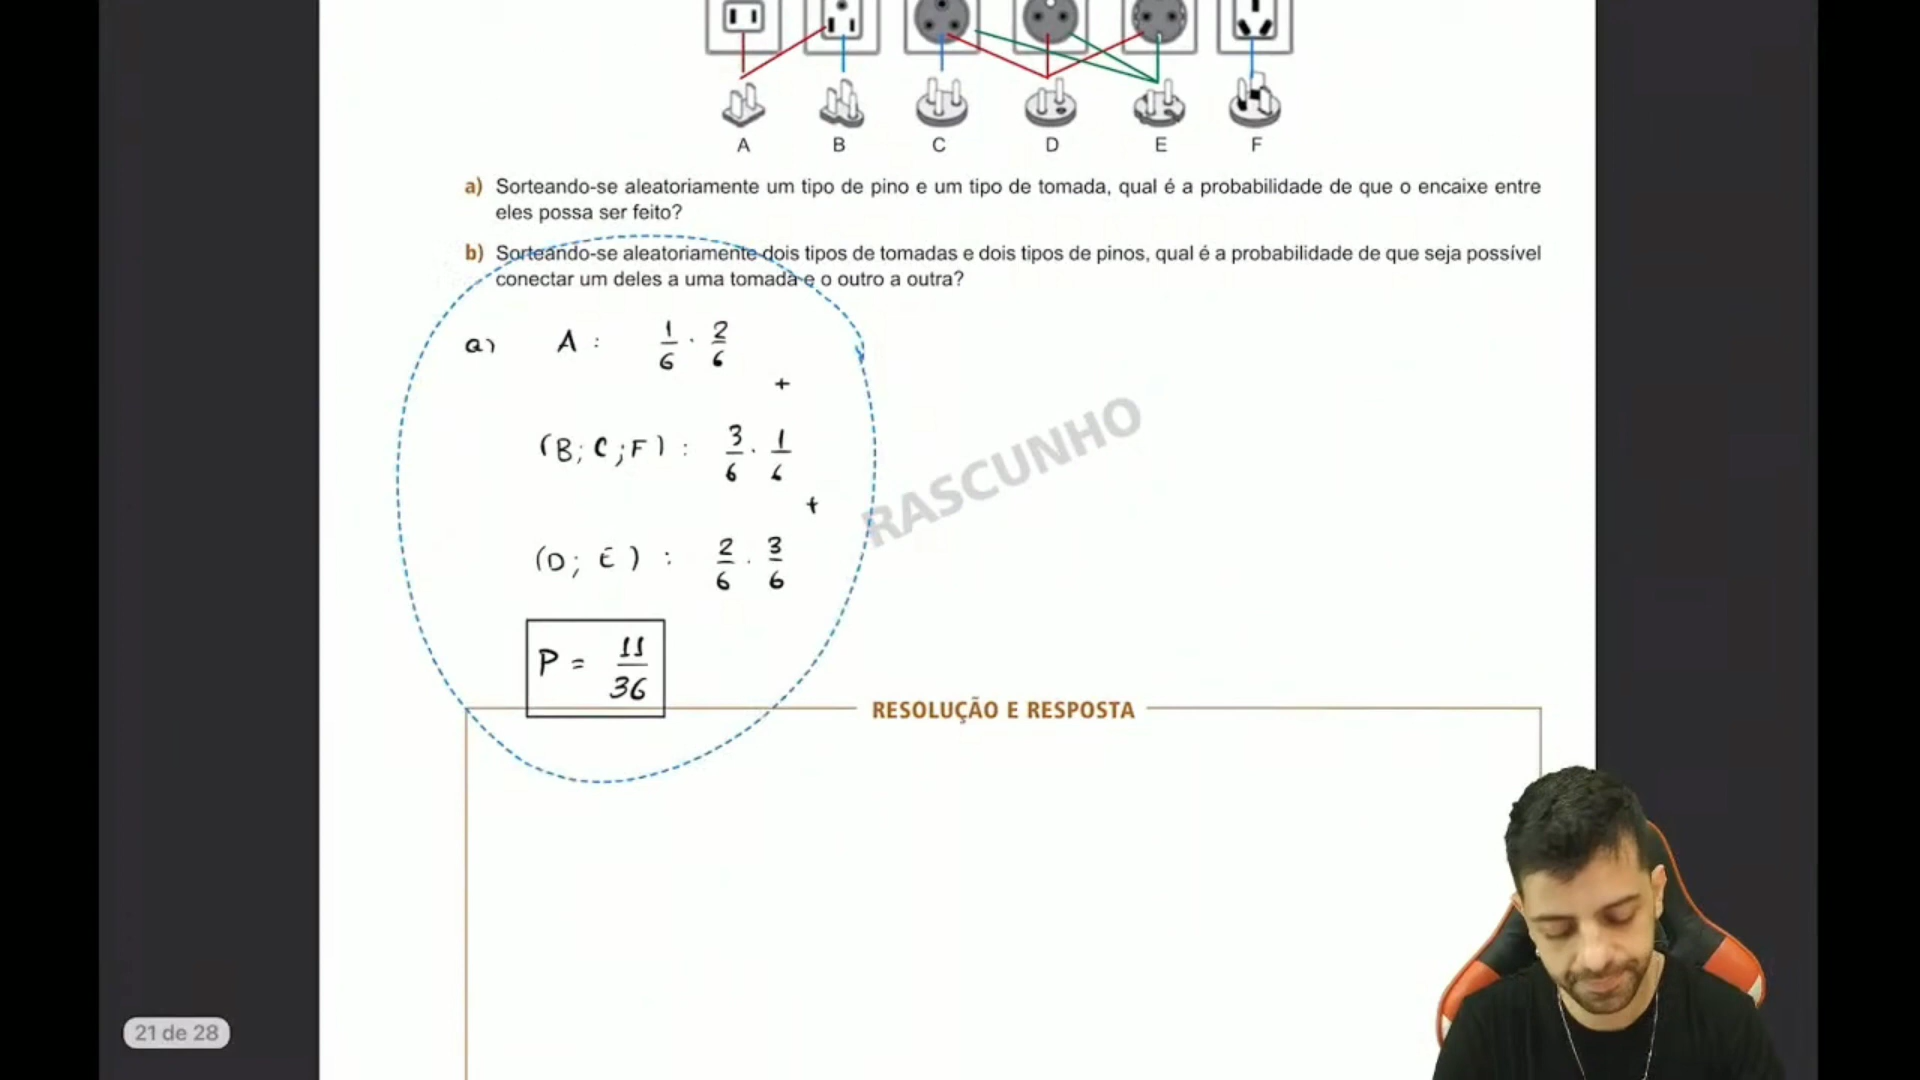 A B C D E F
a) Sorteando-se aleatoriamente um tipo de pino e um tipo de tomada, qual é a probabilidade de que o encaixe entre
eles possa ser feito?
b) Sorteando-se aleatoriamente dois tipos de tomadas e dois tipos de pinos, qual é a probabilidade de que seja possível
conectar um deles a uma tomada e o outro a outra?
a) A : 1/6 . 2/6
+
(B; C; F) : 3/6 . 1/6
+
(D; E) : 2/6 . 3/6
P = 11/36
RASCUNHO
RESOLUÇÃO E RESPOSTA
21 de 28